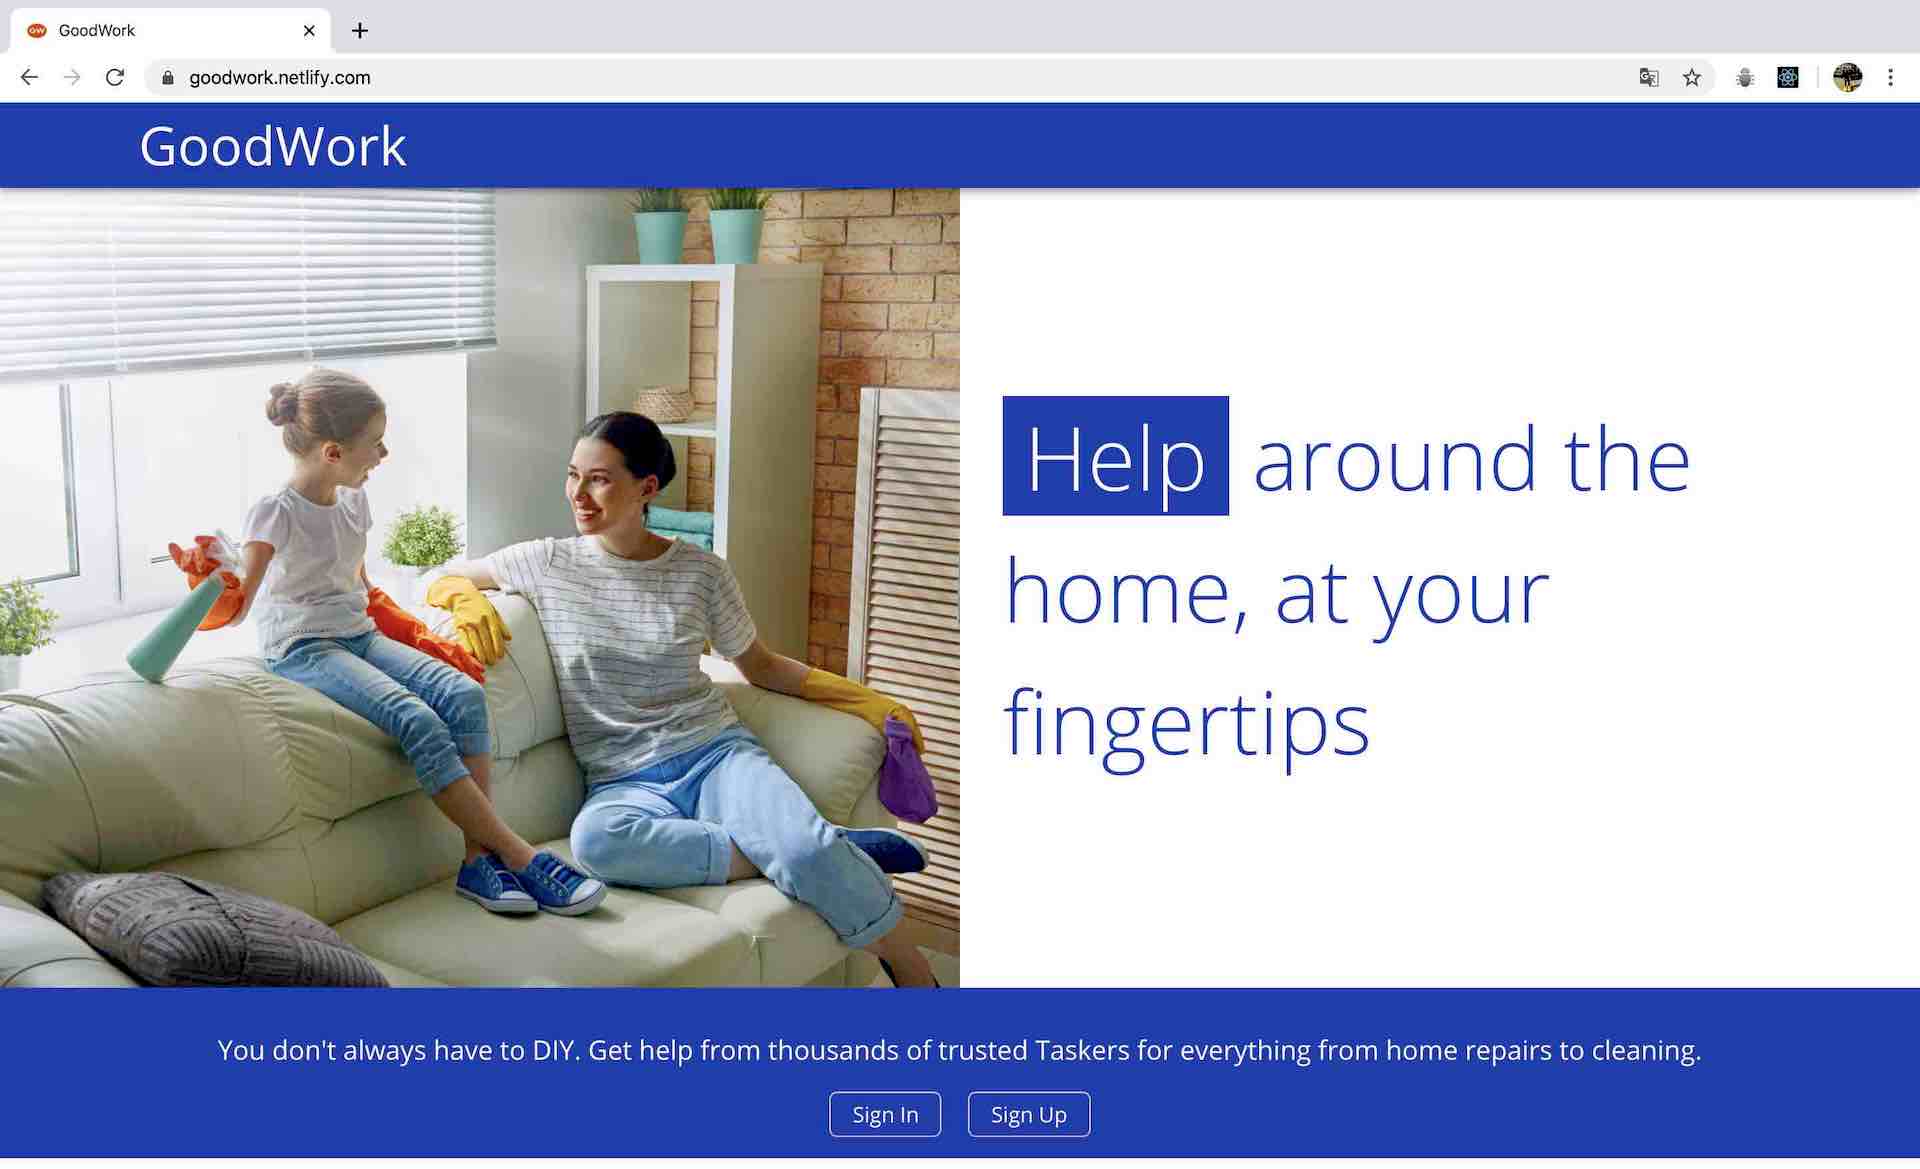 GW GoodWork
goodwork.netlify.com
GoodWork
Help around the
home, at your
fingertips
You don't always have to DIY. Get help from thousands of trusted Taskers for everything from home repairs to cleaning.
Sign In Sign Up